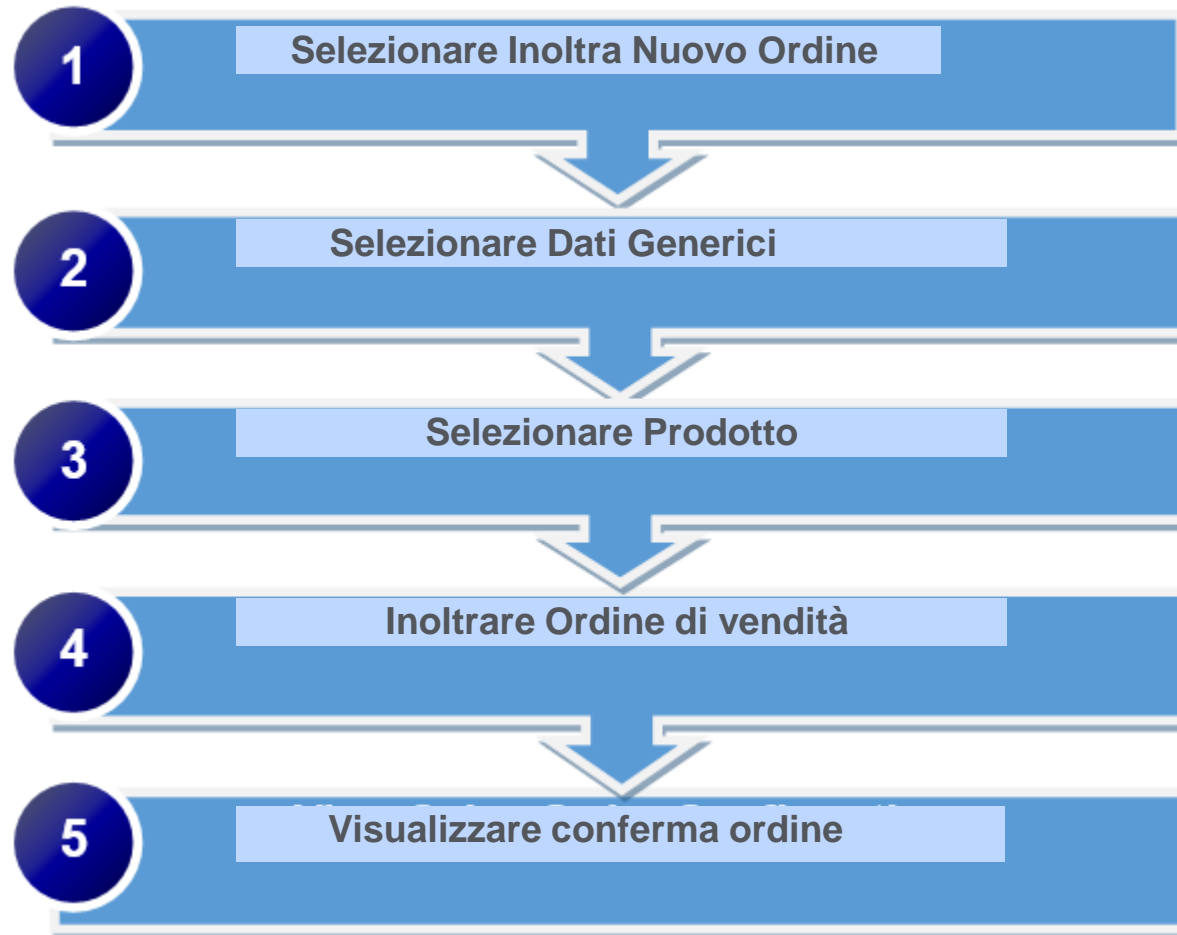 1
Selezionare Inoltra Nuovo Ordine
2
Selezionare Dati Generici
3
Selezionare Prodotto
4
Inoltrare Ordine di vendità
5
Visualizzare conferma ordine